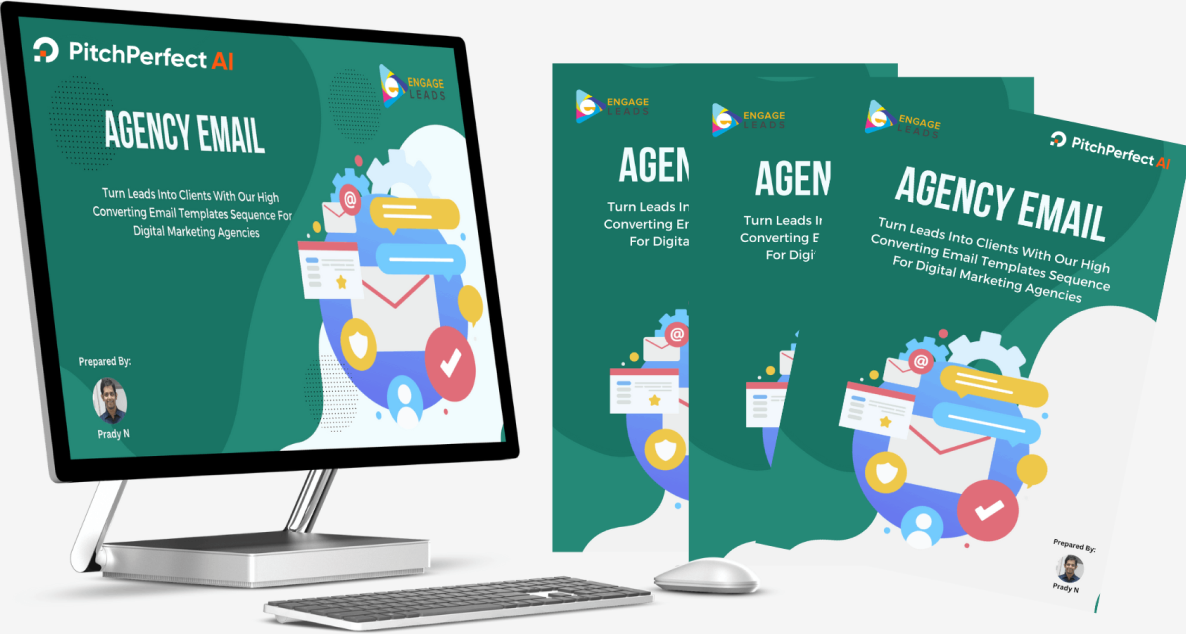 PitchPerfect AI
ENGAGE
LEADS
AGENCY EMAIL
Turn Leads Into Clients With Our High
Converting Email Templates Sequence For
Digital Marketing Agencies
@
Prepared By:
Prady N
ENGAGE
LEADS
AGEN
Turn Leads In
Converting Er
For Digita
@
ENGAGE
LEADS
AGEN
Turn Leads Ir
Converting E
For Digi
ENGAGE
LEADS
PitchPerfect AI
AGENCY EMAIL
Turn Leads Into Clients With Our High
Converting Email Templates Sequence
For Digital Marketing Agencies
@
Prepared By:
Prady N